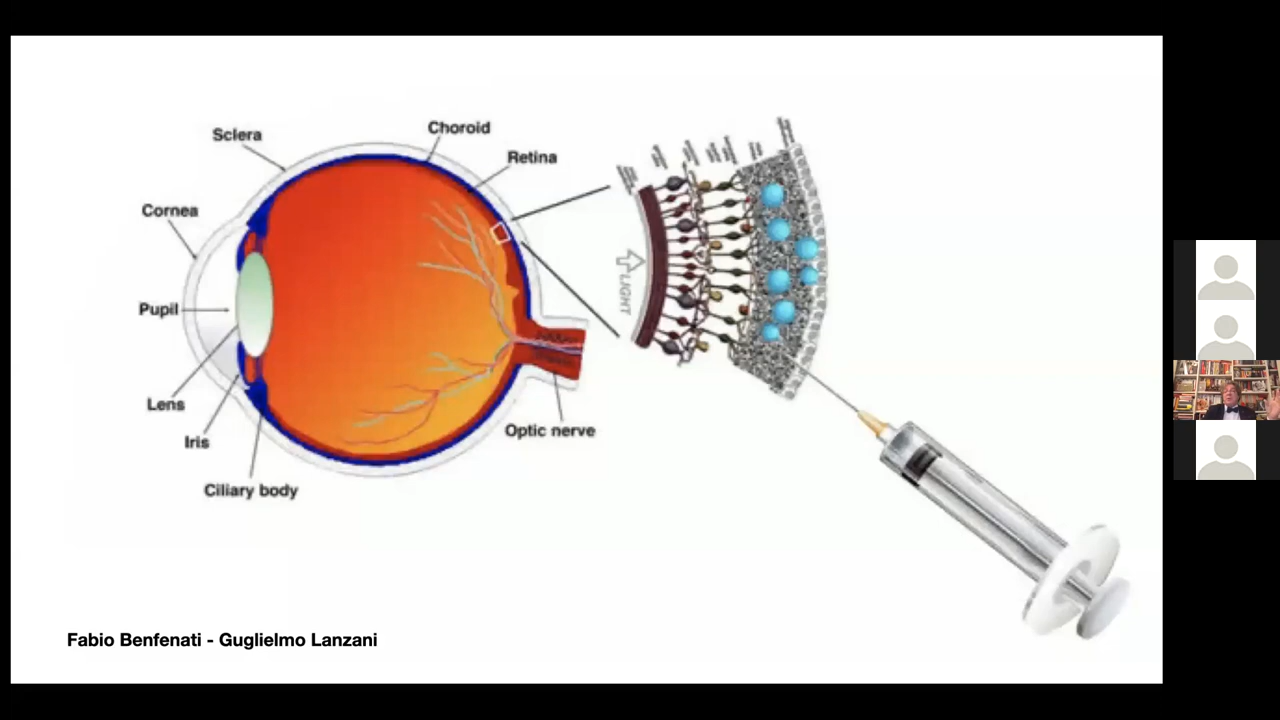 Choroid
Sclera
Retina
Cornea
LIGHT
Pupil
Lens
Optic nerve
Iris
Ciliary body
Fabio Benfenati - Guglielmo Lanzani